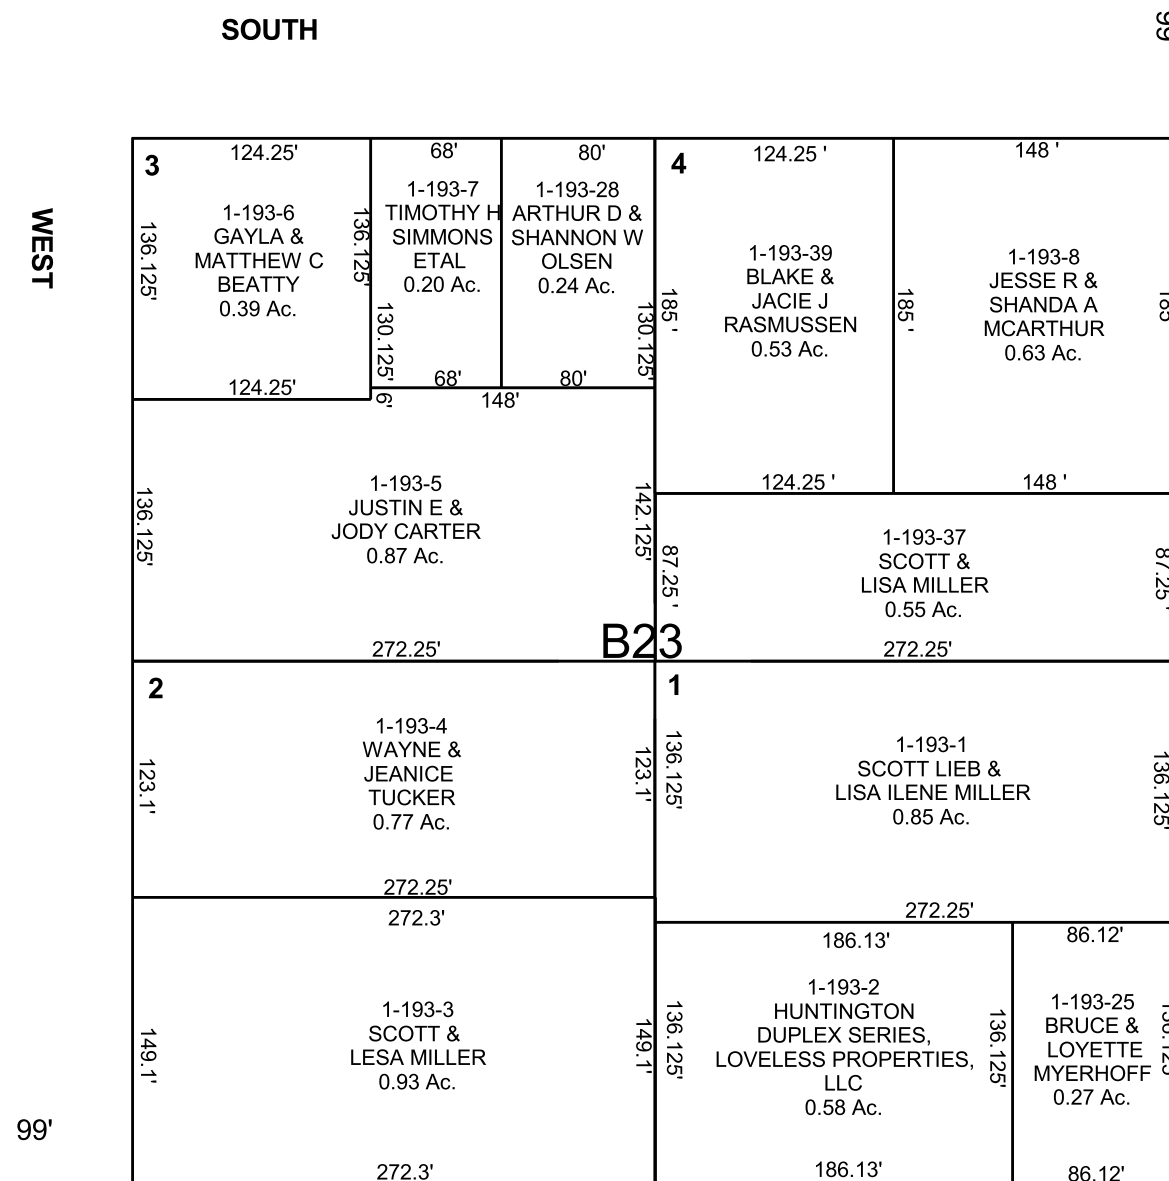 SOUTH
99
WEST
3
124.25'
136.125'
136.125'
1-193-6
GAYLA &
MATTHEW C
BEATTY
0.39 Ac.
124.25'
68'
1-193-7
TIMOTHY H
SIMMONS
ETAL
0.20 Ac.
130.125'
68'
6'
80'
1-193-28
ARTHUR D &
SHANNON W
OLSEN
0.24 Ac.
130.125'
80'
148'
4
124.25 '
185 '
1-193-39
BLAKE &
JACIE J
RASMUSSEN
0.53 Ac.
124.25 '
148 '
185 '
1-193-8
JESSE R &
SHANDA A
MCARTHUR
0.63 Ac.
185
148 '
136.125'
1-193-5
JUSTIN E &
JODY CARTER
0.87 Ac.
142.125'
272.25'
87.25 '
1-193-37
SCOTT &
LISA MILLER
0.55 Ac.
87.25 '
272.25'
B23
2
123.1'
1-193-4
WAYNE &
JEANICE
TUCKER
0.77 Ac.
123.1'
272.25'
1
136.125'
1-193-1
SCOTT LIEB &
LISA ILENE MILLER
0.85 Ac.
136.125'
272.25'
272.3'
149.1'
1-193-3
SCOTT &
LESA MILLER
0.93 Ac.
149.1'
272.3'
186.13'
136.125'
1-193-2
HUNTINGTON
DUPLEX SERIES,
LOVELESS PROPERTIES,
LLC
0.58 Ac.
136.125'
186.13'
86.12'
1-193-25
BRUCE &
LOYETTE
MYERHOFF
0.27 Ac.
86.12'
99'